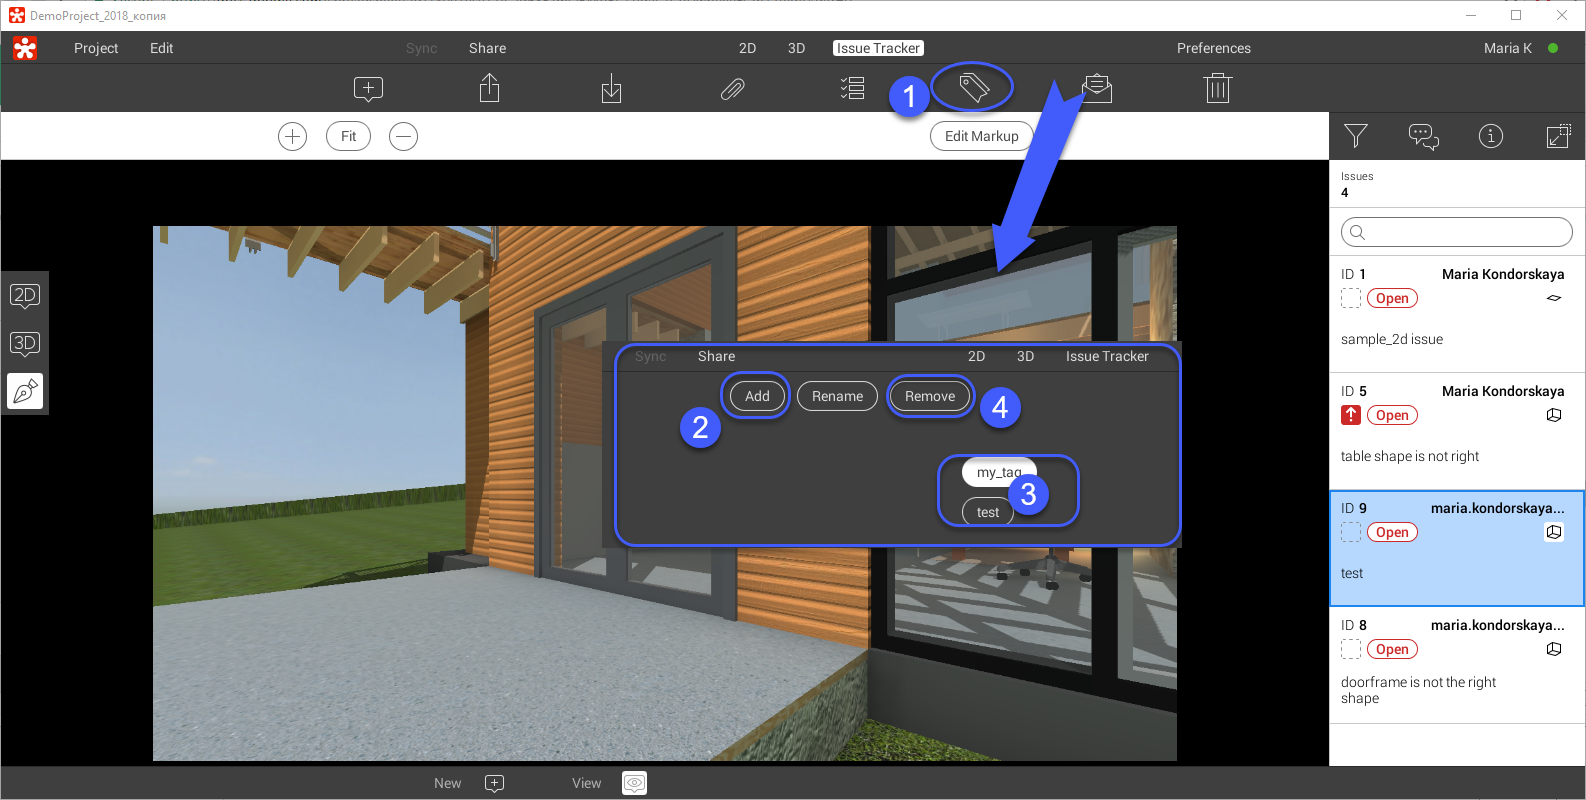 DemoProject_2018_копия
Project Edit Sync Share 2D 3D Issue Tracker Preferences Maria K
1
Fit Edit Markup
Issues
4
ID 1 Maria Kondorskaya
Open
sample_2d issue
ID 5 Maria Kondorskaya
Open
table shape is not right
ID 9 maria.kondorskaya...
Open
test
ID 8 maria.kondorskaya...
Open
doorframe is not the right
shape
2D
3D
Sync Share 2D 3D Issue Tracker
Add Rename Remove
2 4
my_tag
3
test
New View